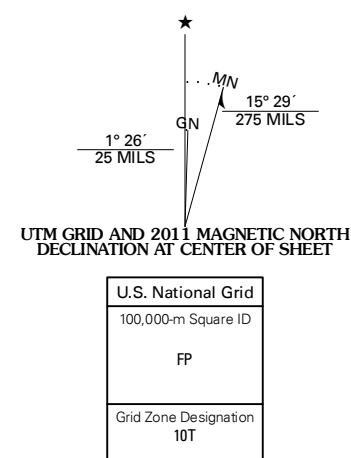 ★
MN
15° 29´
275 MILS
GN
1° 26´
25 MILS
UTM GRID AND 2011 MAGNETIC NORTH
DECLINATION AT CENTER OF SHEET
U.S. National Grid
100,000-m Square ID
FP
Grid Zone Designation
10T